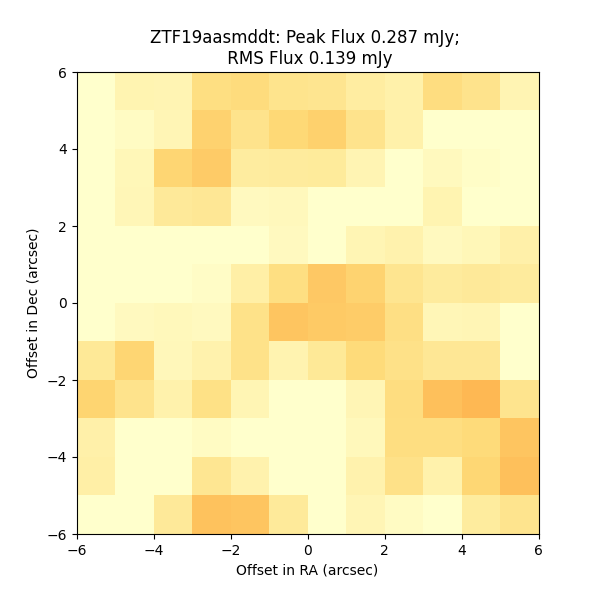 ZTF19aasmddt: Peak Flux 0.287 mJy;
RMS Flux 0.139 mJy
6
4
2
0
−2
−4
−6
Offset in Dec (arcsec)
−6 −4 −2 0 2 4 6
Offset in RA (arcsec)